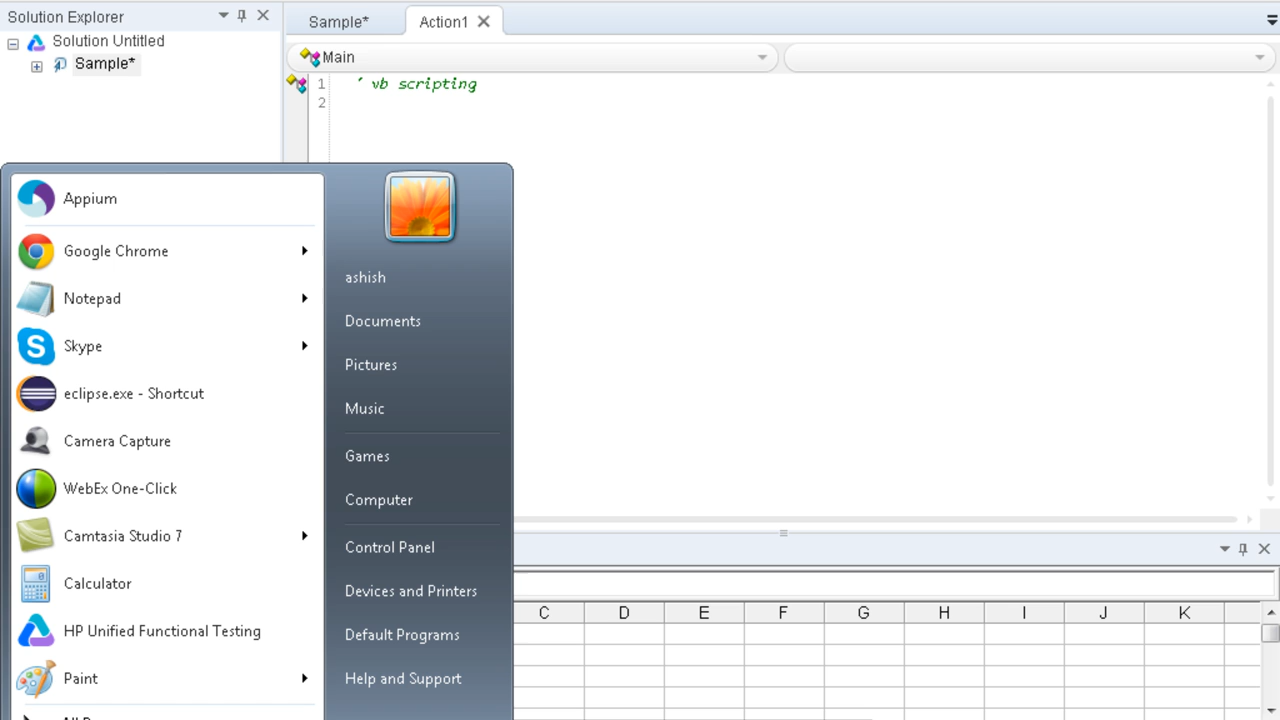 Solution Explorer
Solution Untitled
Sample*
Sample*
Action1
Main
1
' vb scripting
2
Appium
Google Chrome
Notepad
Skype
eclipse.exe - Shortcut
Camera Capture
WebEx One-Click
Camtasia Studio 7
Calculator
HP Unified Functional Testing
Paint
ashish
Documents
Pictures
Music
Games
Computer
Control Panel
Devices and Printers
Default Programs
Help and Support
C D E F G H I J K